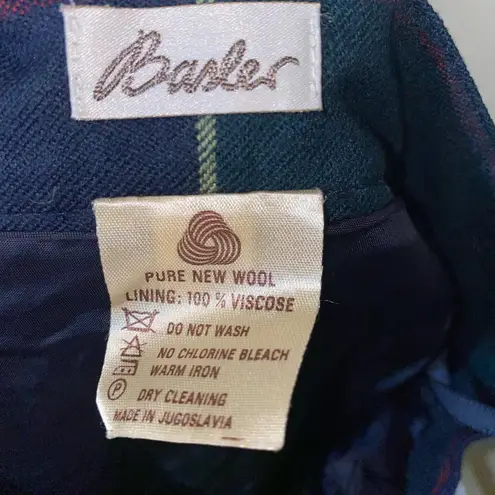 Basler
PURE NEW WOOL
LINING: 100 % VISCOSE
DO NOT WASH
NO CHLORINE BLEACH
WARM IRON
P DRY CLEANING
MADE IN JUGOSLAVIA